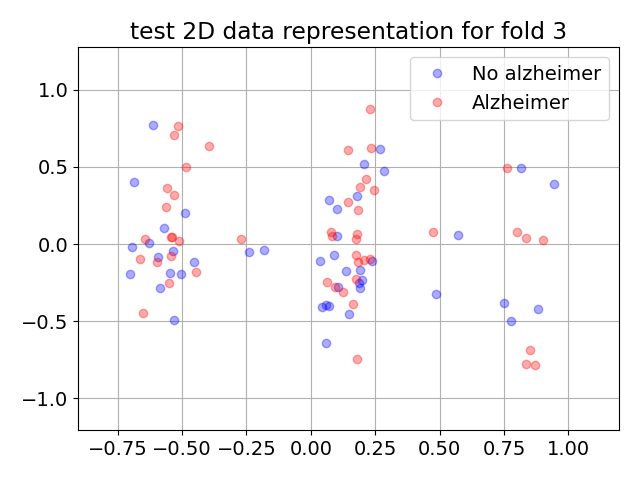 test 2D data representation for fold 3
No alzheimer
Alzheimer
1.0
0.5
0.0
−0.5
−1.0
−0.75 −0.50 −0.25 0.00 0.25 0.50 0.75 1.00